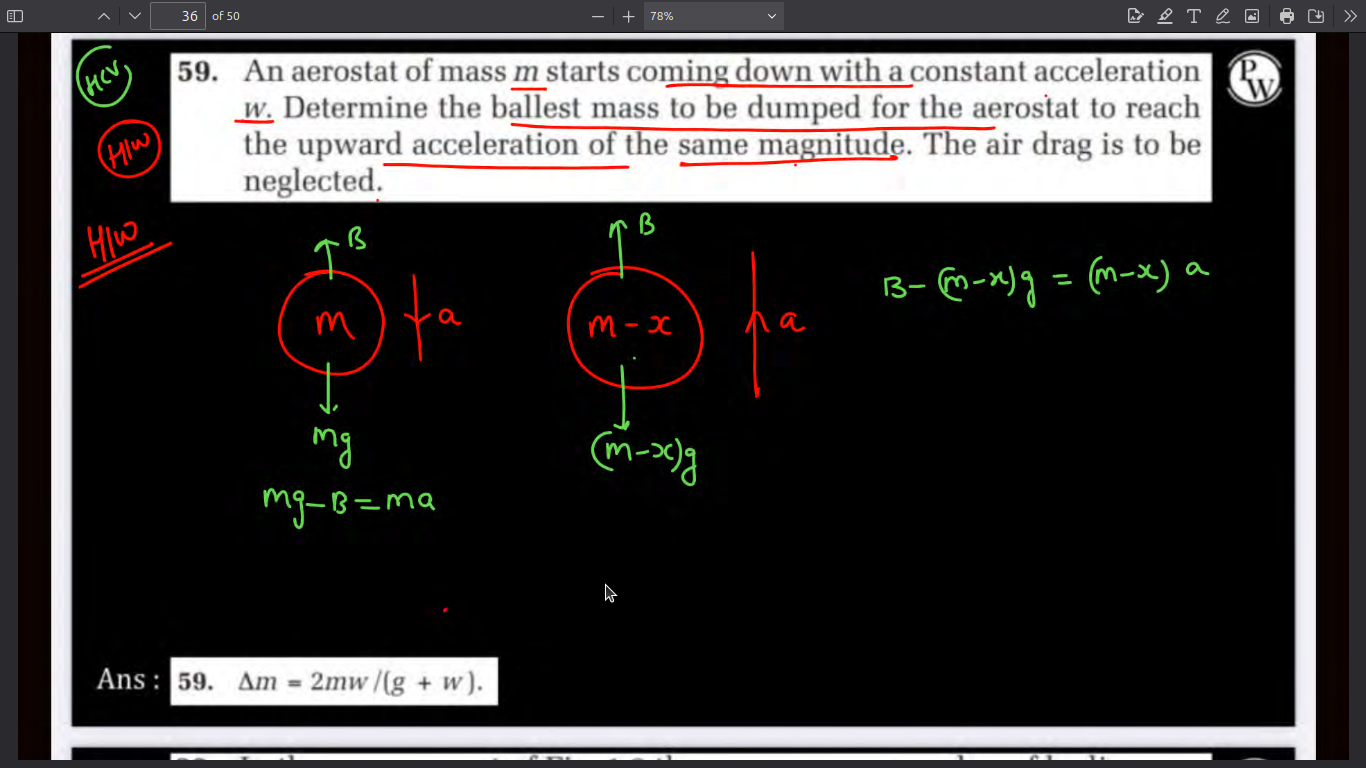 36 of 50
78%
HCV
H/W
59. An aerostat of mass m starts coming down with a constant acceleration
w. Determine the ballest mass to be dumped for the aerostat to reach
the upward acceleration of the same magnitude. The air drag is to be
neglected.
PW
H/W
B
B
B-(m-x)g = (m-x) a
m
a
m-x
a
mg
(m-x)g
mg-B=ma
Ans : 59. Δm = 2mw/(g + w).